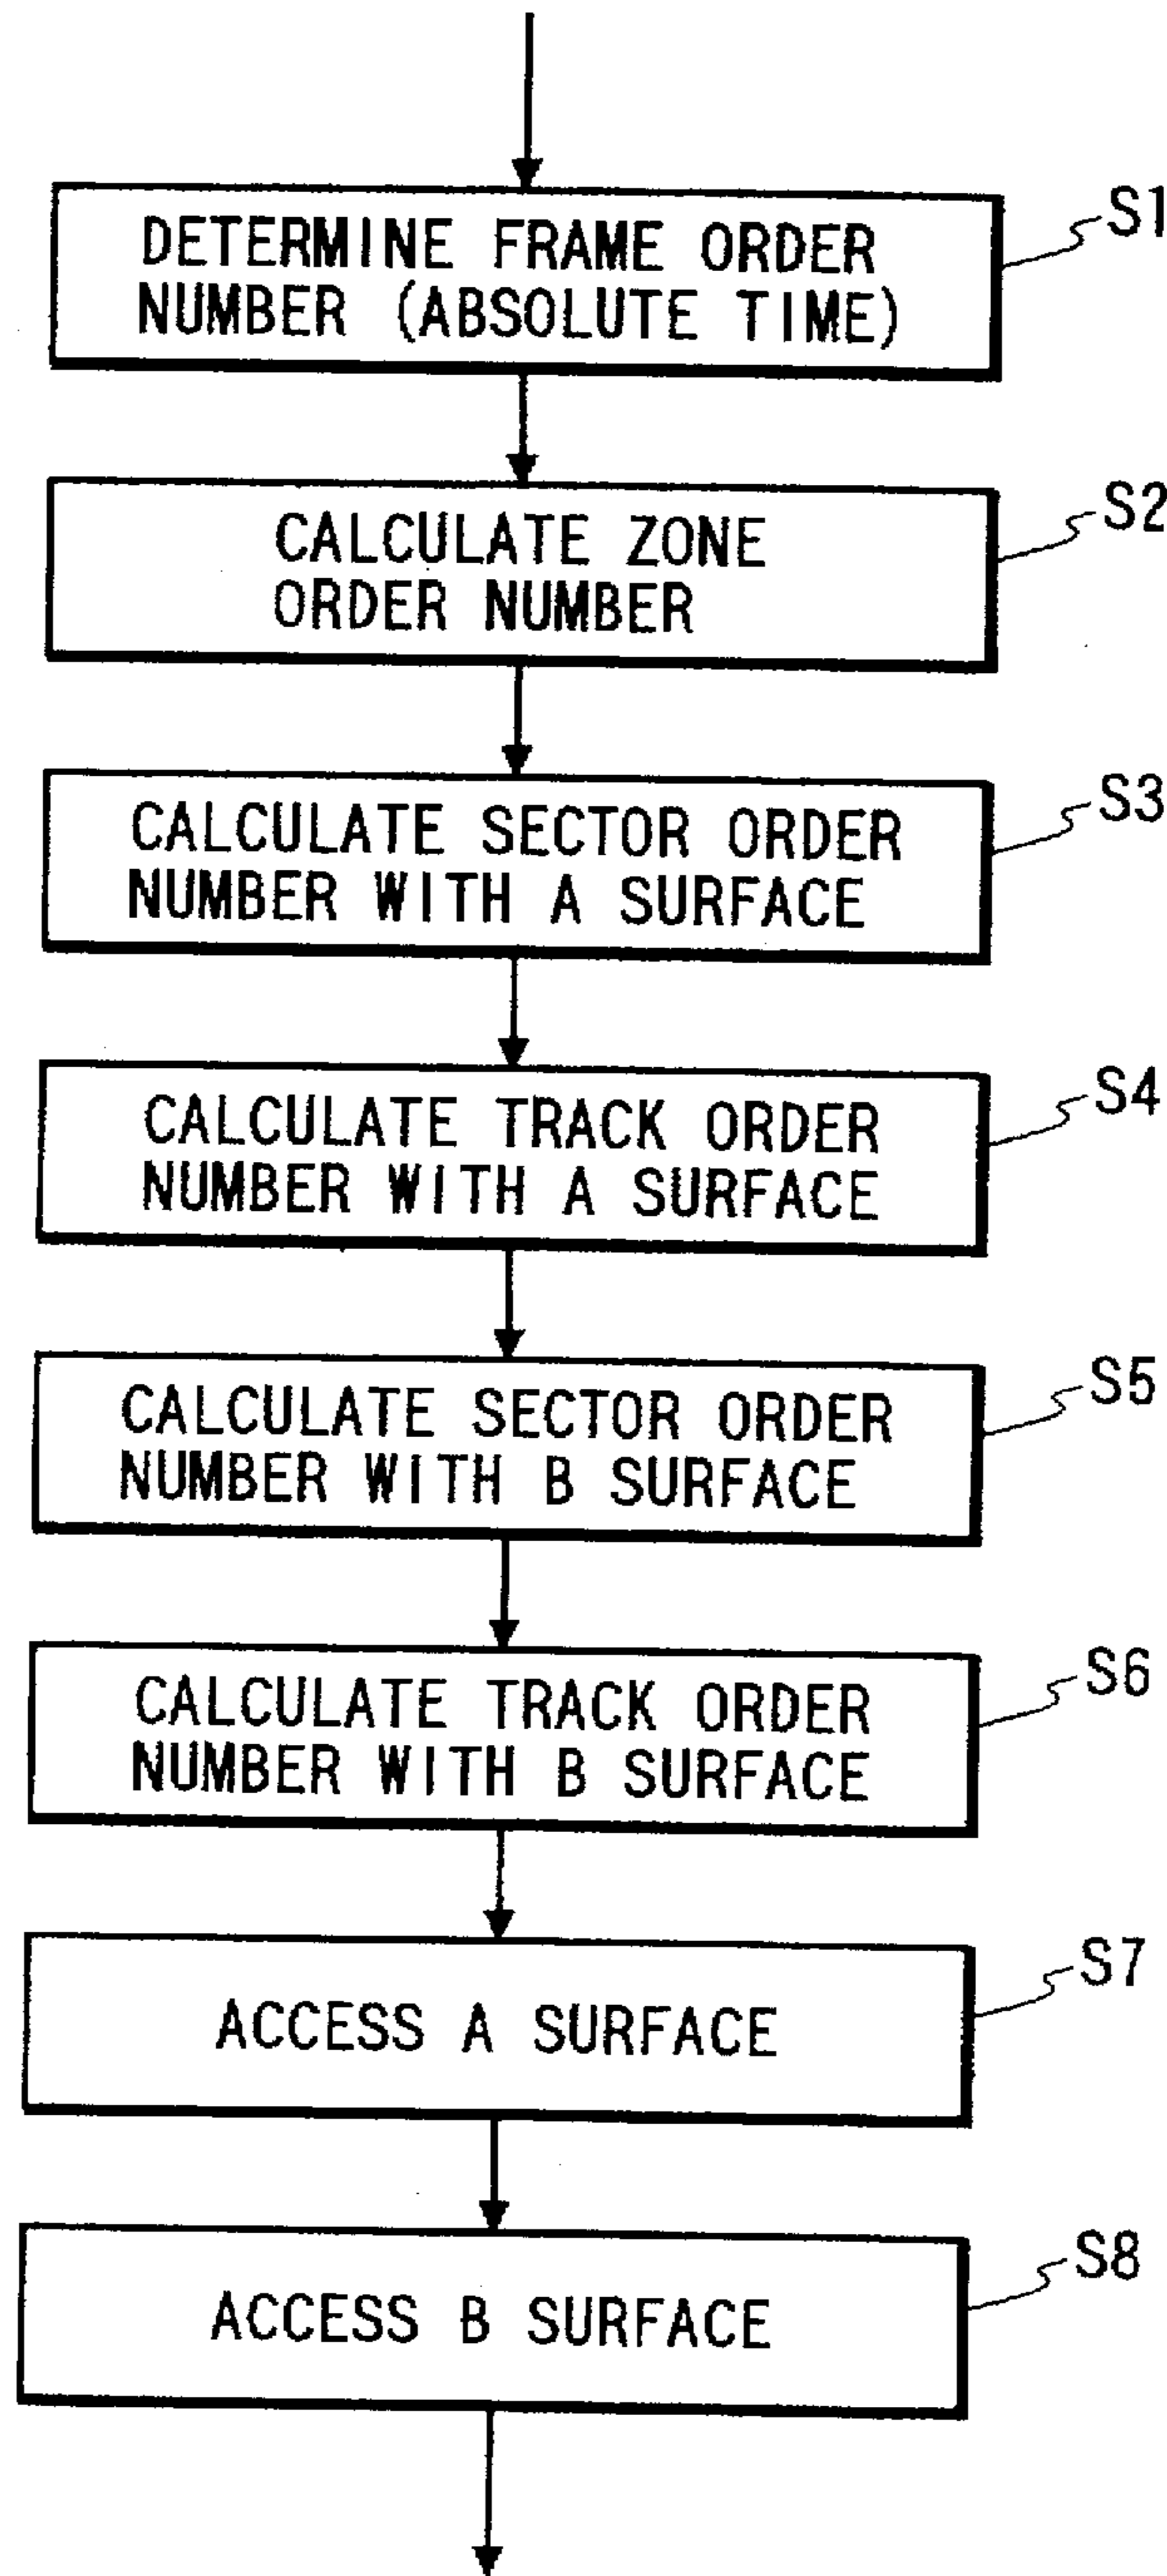 DETERMINE FRAME ORDER
NUMBER (ABSOLUTE TIME)
S1
CALCULATE ZONE
ORDER NUMBER
S2
CALCULATE SECTOR ORDER
NUMBER WITH A SURFACE
S3
CALCULATE TRACK ORDER
NUMBER WITH A SURFACE
S4
CALCULATE SECTOR ORDER
NUMBER WITH B SURFACE
S5
CALCULATE TRACK ORDER
NUMBER WITH B SURFACE
S6
ACCESS A SURFACE
S7
ACCESS B SURFACE
S8